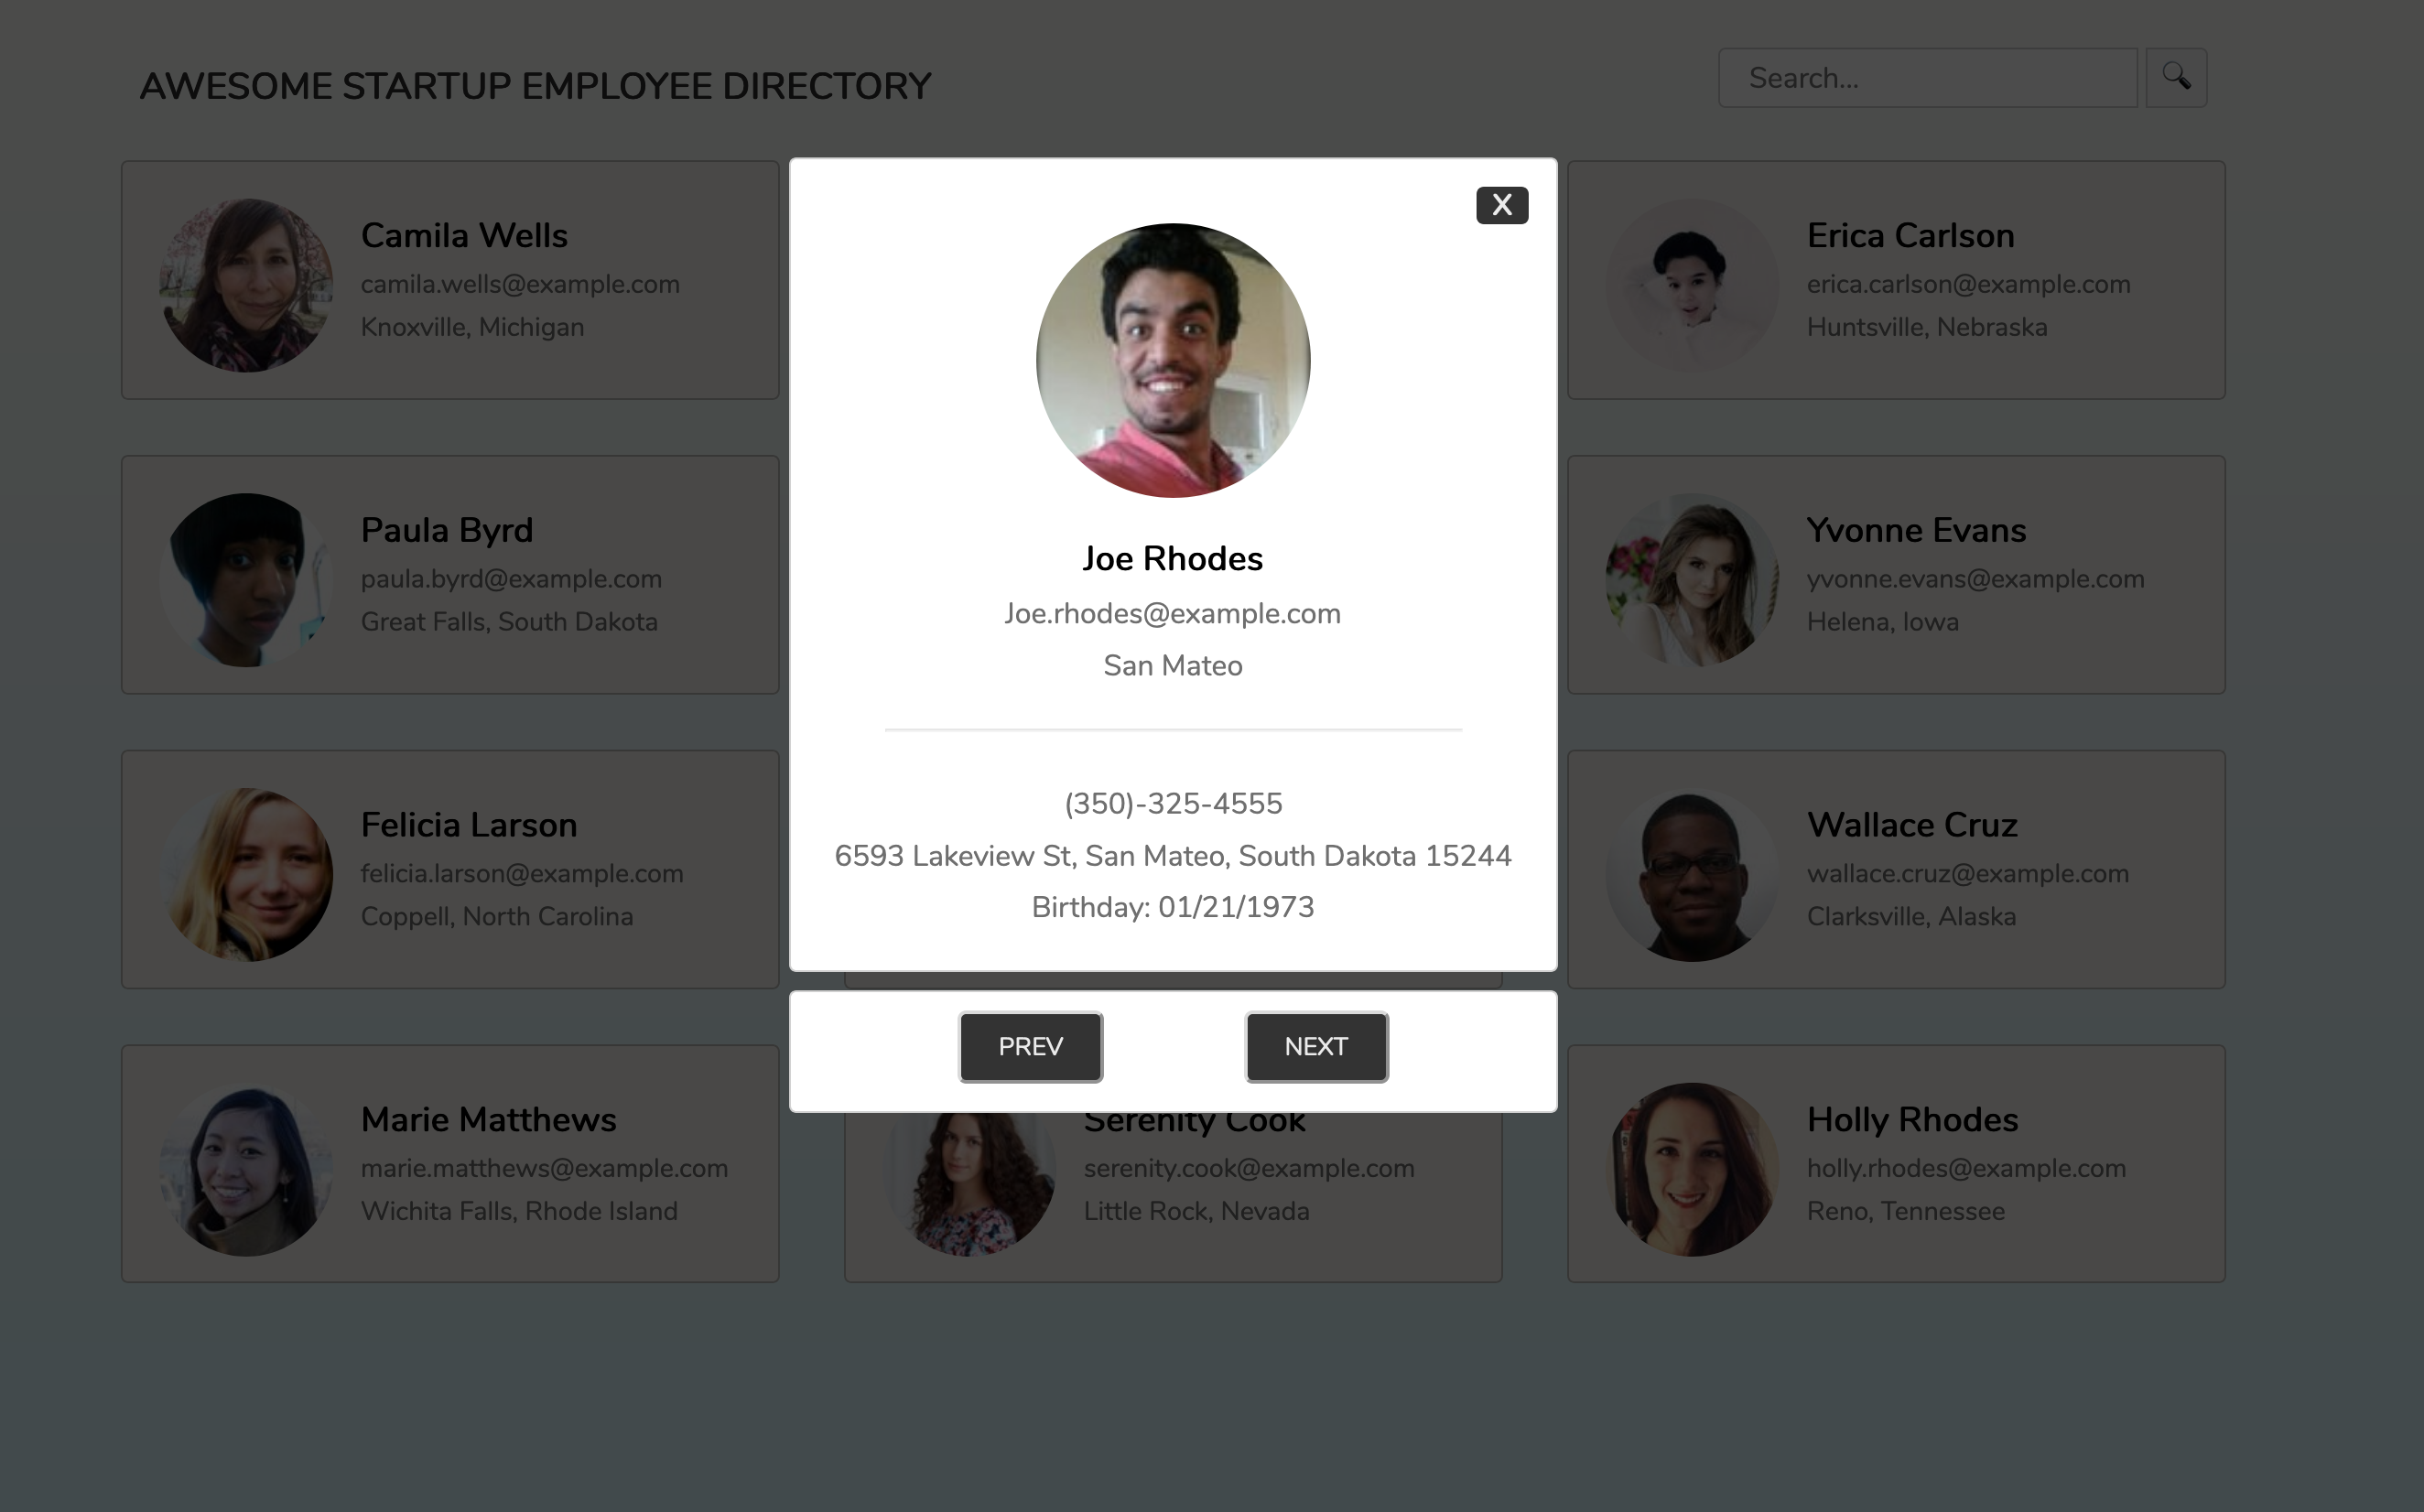 AWESOME STARTUP EMPLOYEE DIRECTORY
Search...
Camila Wells
camila.wells@example.com
Knoxville, Michigan
X
Joe Rhodes
Joe.rhodes@example.com
San Mateo
(350)-325-4555
6593 Lakeview St, San Mateo, South Dakota 15244
Birthday: 01/21/1973
PREV
NEXT
Erica Carlson
erica.carlson@example.com
Huntsville, Nebraska
Paula Byrd
paula.byrd@example.com
Great Falls, South Dakota
Yvonne Evans
yvonne.evans@example.com
Helena, Iowa
Felicia Larson
felicia.larson@example.com
Coppell, North Carolina
Wallace Cruz
wallace.cruz@example.com
Clarksville, Alaska
Marie Matthews
marie.matthews@example.com
Wichita Falls, Rhode Island
Serenity Cook
serenity.cook@example.com
Little Rock, Nevada
Holly Rhodes
holly.rhodes@example.com
Reno, Tennessee